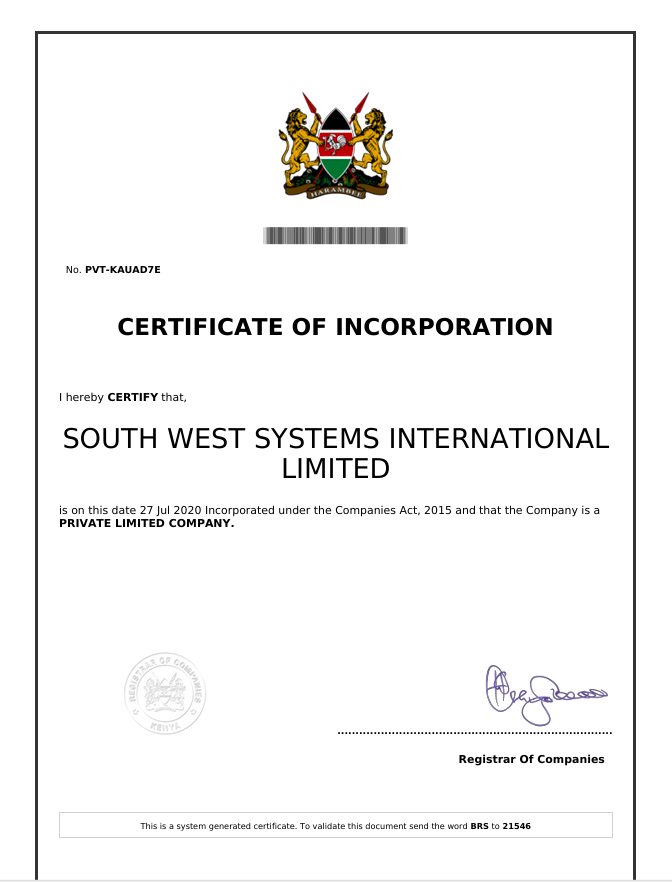 HARAMBEE
No. PVT-KAUAD7E
CERTIFICATE OF INCORPORATION
I hereby CERTIFY that,
SOUTH WEST SYSTEMS INTERNATIONAL
LIMITED
is on this date 27 Jul 2020 Incorporated under the Companies Act, 2015 and that the Company is a
PRIVATE LIMITED COMPANY.
REGISTRAR OF COMPANIES
KENYA
Registrar Of Companies
This is a system generated certificate. To validate this document send the word BRS to 21546